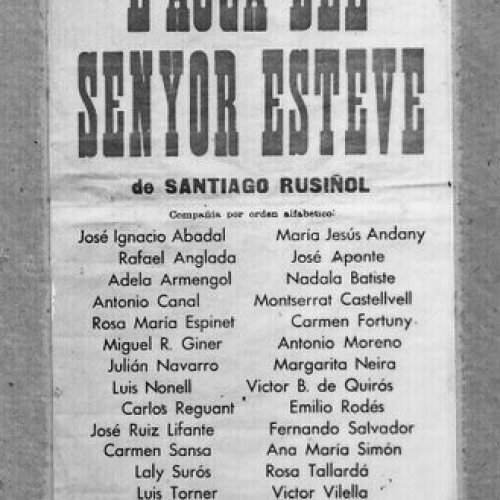 L'AUCA DEL
SENYOR ESTEVE
de SANTIAGO RUSIÑOL
Compañía por orden alfabético:
José Ignacio Abadal María Jesús Andany
Rafael Anglada José Aponte
Adela Armengol Nadala Batiste
Antonio Canal Montserrat Castellvell
Rosa María Espinet Carmen Fortuny
Miguel R. Giner Antonio Moreno
Julián Navarro Margarita Neira
Luis Nonell Victor B. de Quirós
Carlos Reguant Emilio Rodés
José Ruiz Lifante Fernando Salvador
Carmen Sansa Ana María Simón
Laly Surós Rosa Tallardá
Luis Torner Victor Vilella